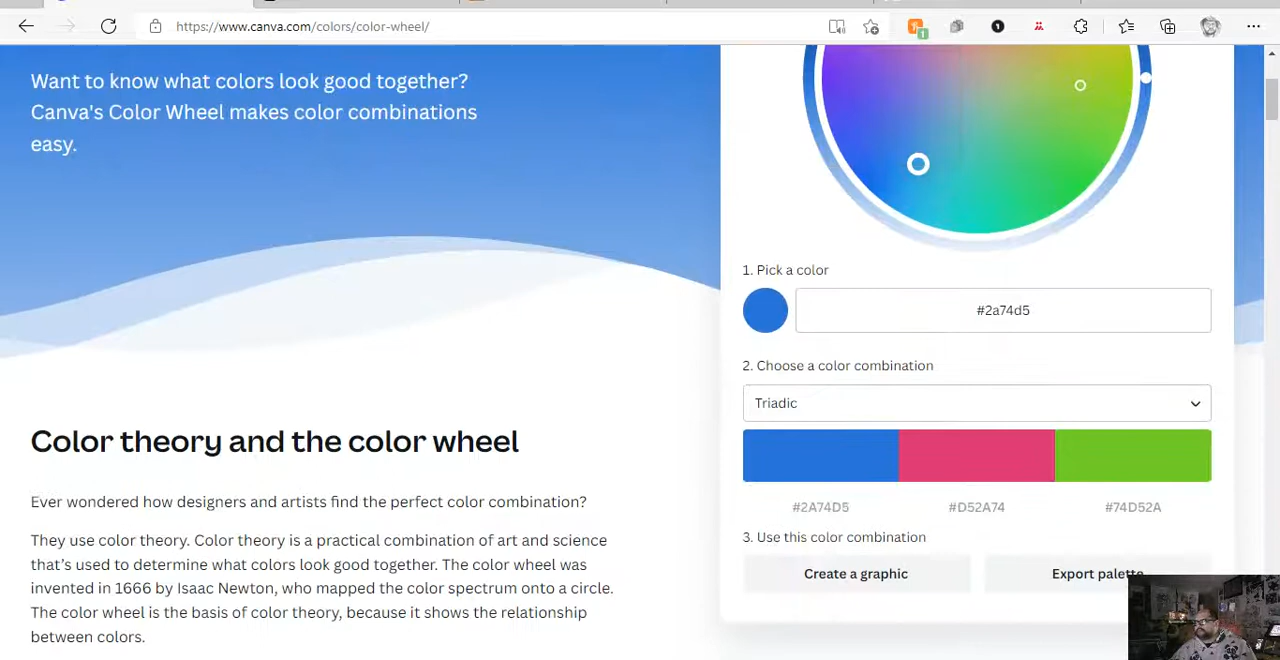 https://www.canva.com/colors/color-wheel/
Want to know what colors look good together?
Canva's Color Wheel makes color combinations
easy.
1. Pick a color
#2a74d5
2. Choose a color combination
Triadic
#2A74D5
#D52A74
#74D52A
3. Use this color combination
Create a graphic
Export palette
Color theory and the color wheel
Ever wondered how designers and artists find the perfect color combination?
They use color theory. Color theory is a practical combination of art and science
that's used to determine what colors look good together. The color wheel was
invented in 1666 by Isaac Newton, who mapped the color spectrum onto a circle.
The color wheel is the basis of color theory, because it shows the relationship
between colors.